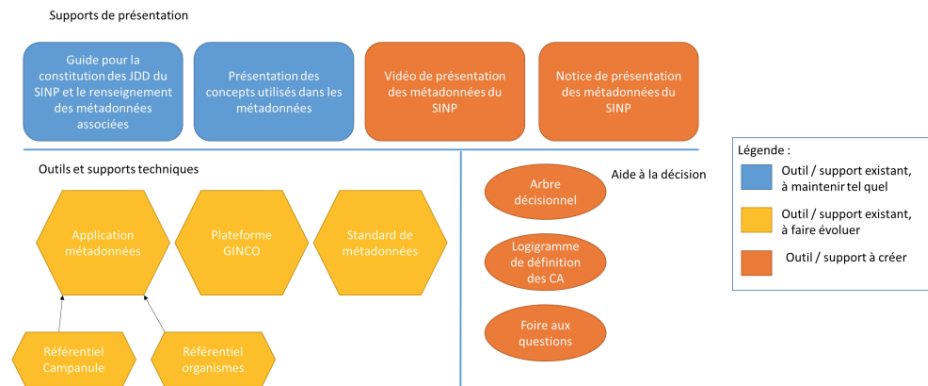 Supports de présentation
Guide pour la
constitution des JDD du
SINP et le renseignement
des métadonnées
associées
Présentation des
concepts utilisés dans les
métadonnées
Vidéo de présentation
des métadonnées du
SINP
Notice de présentation
des métadonnées du
SINP
Outils et supports techniques
Application
métadonnées
Plateforme
GINCO
Standard de
métadonnées
Référentiel
Campanule
Référentiel
organismes
Aide à la décision
Arbre
décisionnel
Logigramme
de définition
des CA
Foire aux
questions
Légende :
Outil / support existant,
à maintenir tel quel
Outil / support existant,
à faire évoluer
Outil / support à créer